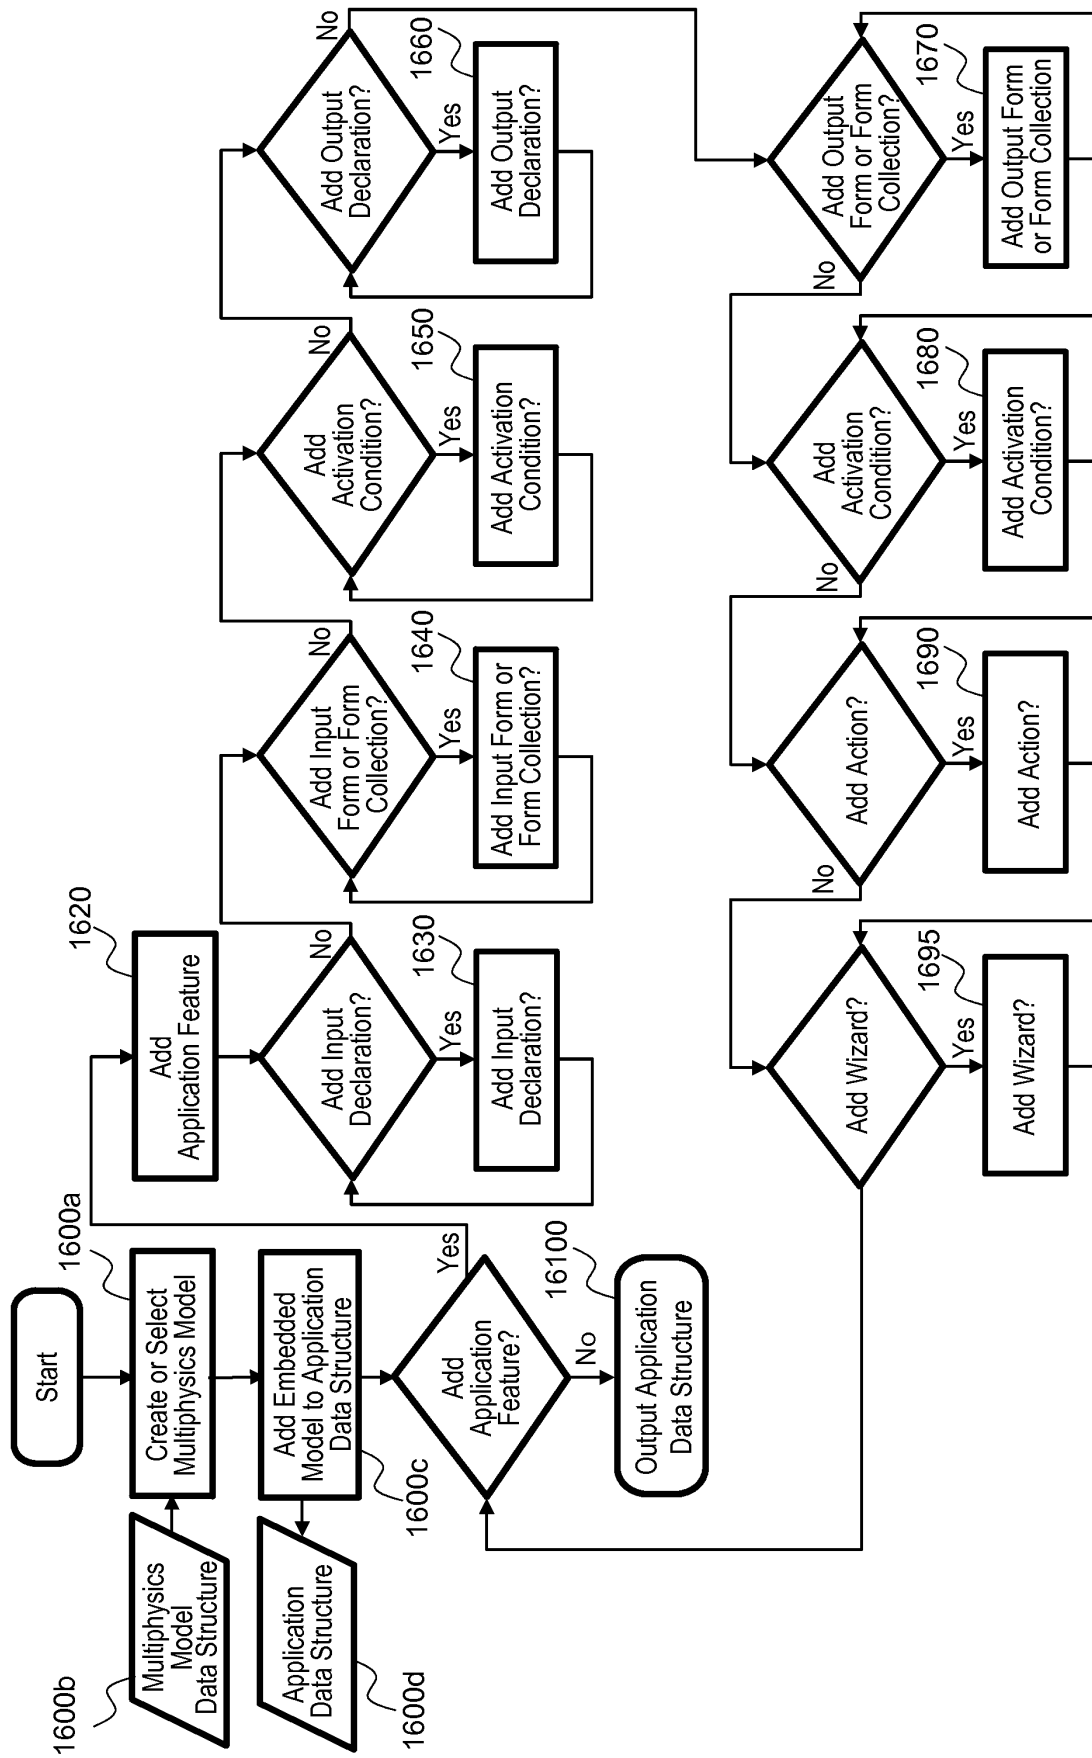 Start
1600a
Create or Select
Multiphysics Model
1600b
Multiphysics
Model
Data Structure
Add Embedded
Model to Application
Data Structure
1600c
Application
Data Structure
1600d
Add
Application
Feature?
Yes
No
16100
Output Application
Data Structure
1620
Add
Application Feature
Add Input
Declaration?
No
Yes
1630
Add Input
Declaration?
Add Input
Form or Form
Collection?
No
Yes
1640
Add Input Form or
Form Collection?
Add
Activation
Condition?
No
Yes
1650
Add Activation
Condition?
Add Output
Declaration?
No
Yes
1660
Add Output
Declaration?
Add Output
Form or Form
Collection?
No
Yes
1670
Add Output Form
or Form Collection
Add
Activation
Condition?
No
Yes
1680
Add Activation
Condition?
Add Action?
No
Yes
1690
Add Action?
Add Wizard?
Yes
1695
Add Wizard?